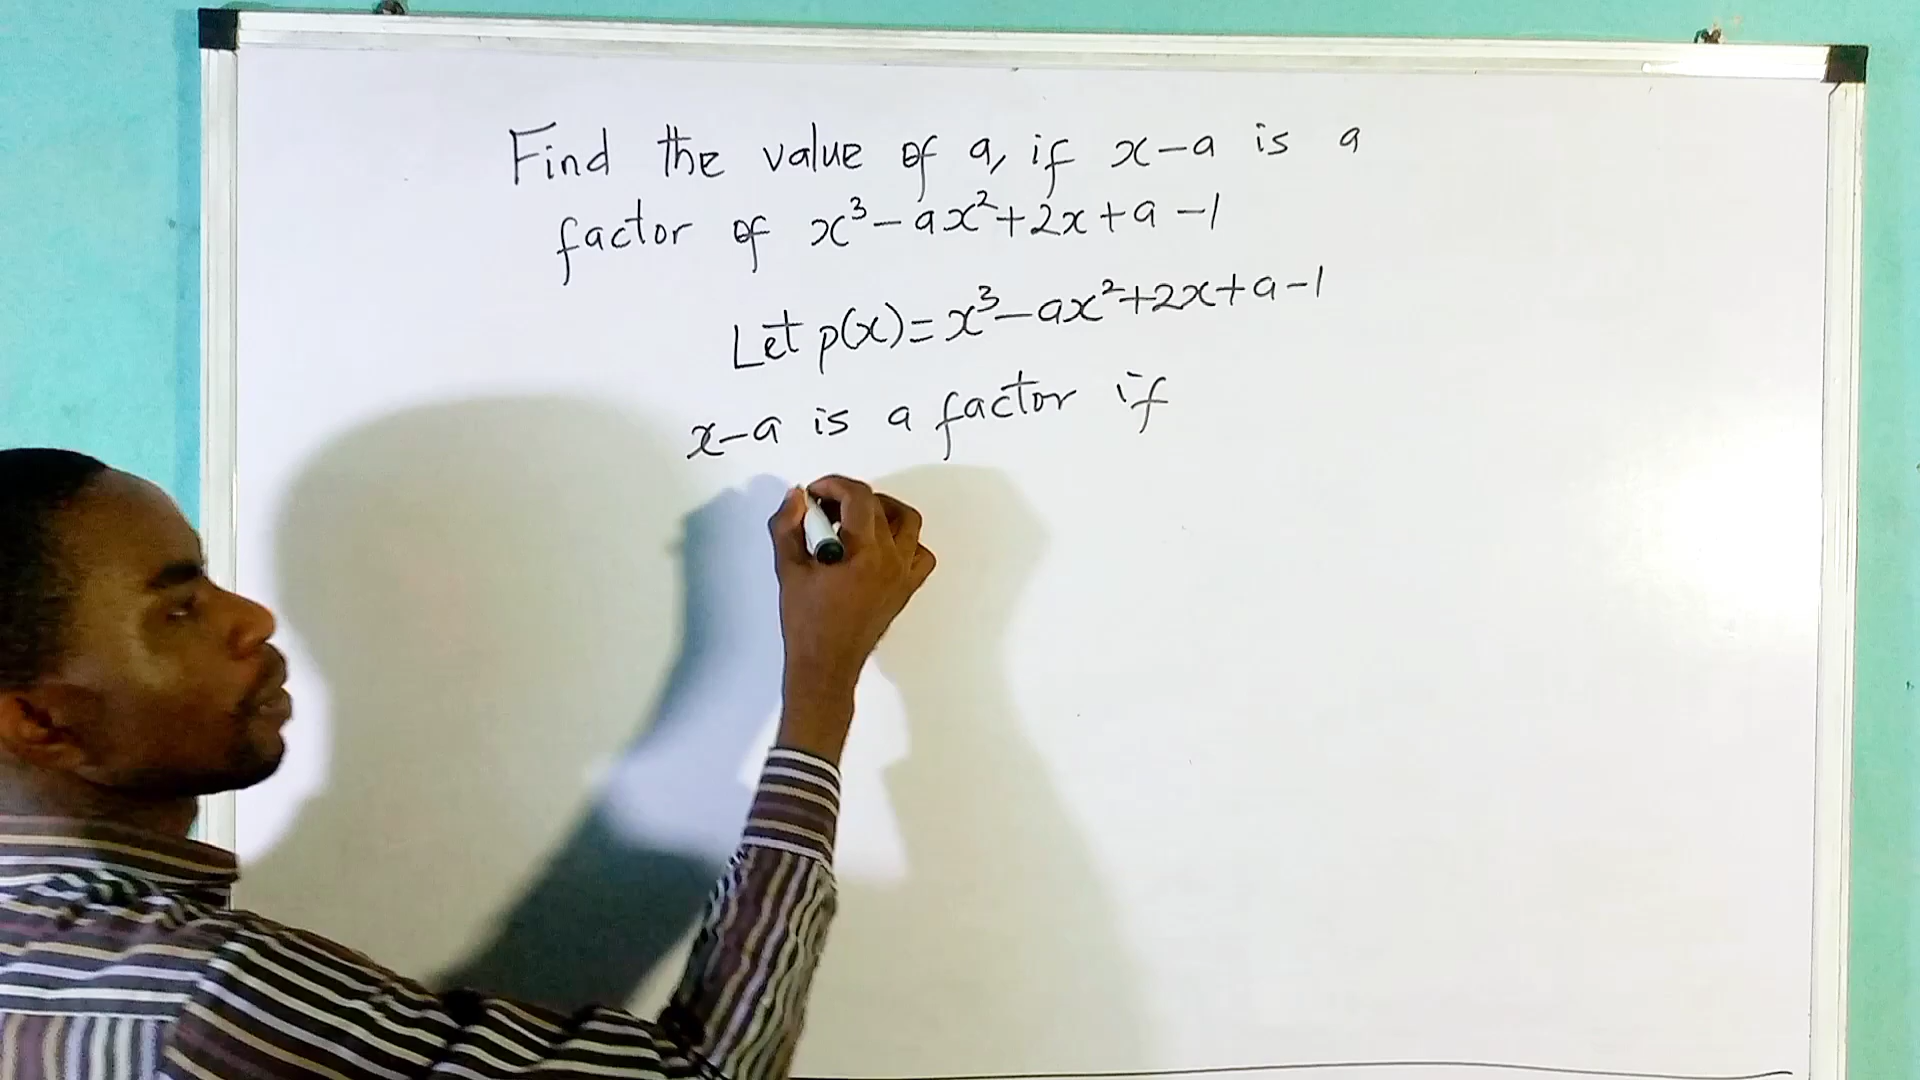 Find the value of a, if x-a is a
factor of x³-ax²+2x+a-1
Let p(x)=x³-ax²+2x+a-1
x-a is a factor if